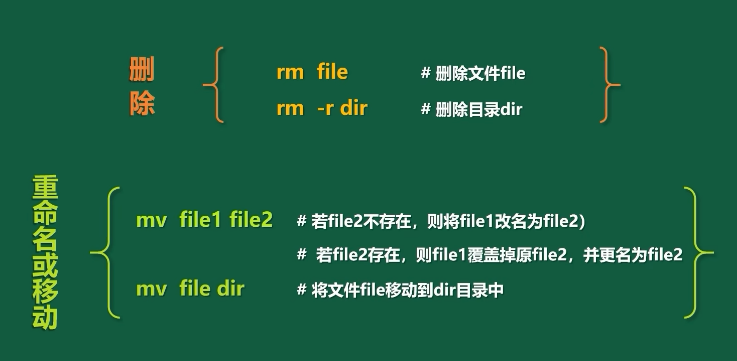 删除
rm file # 删除文件file
rm -r dir # 删除目录dir
重命名或移动
mv file1 file2 # 若file2不存在，则将file1改名为file2）
# 若file2存在，则file1覆盖掉原file2，并更名为file2
mv file dir # 将文件file移动到dir目录中